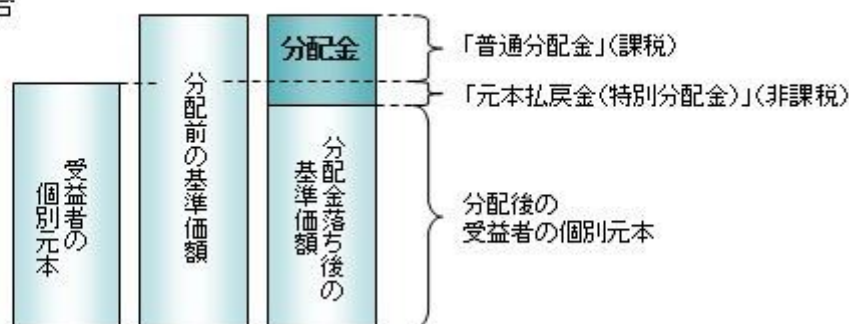 分配金
「普通分配金」(課税)
「元本払戻金(特別分配金)」(非課税)
受益者の
個別元本
分配前の基準価額
分配金落ち後の
基準価額
分配後の
受益者の個別元本